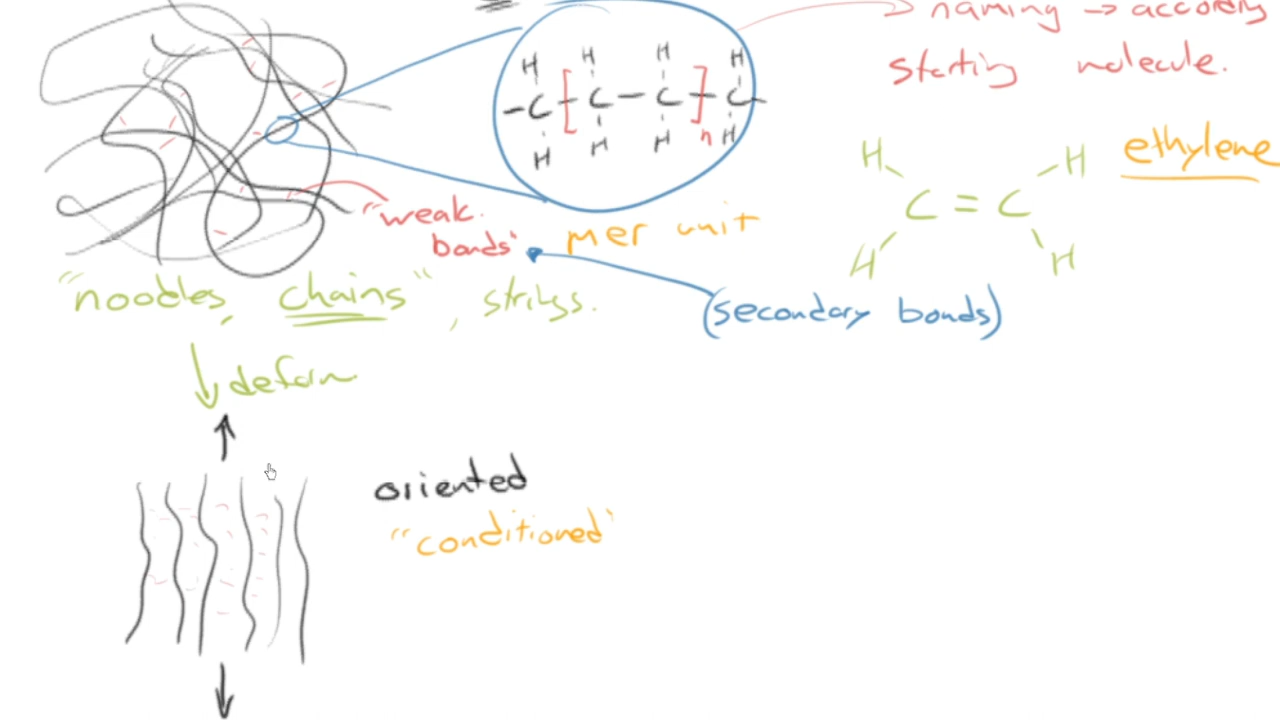 naming → according
starting molecule.
H H H H
- C [ C — C ] C -
n
H H H H
ethylene
H H
C = C
H H
"weak
bonds"
mer unit
(secondary bonds)
"noodles, chains", strings.
↓ deform
oriented
"conditioned"